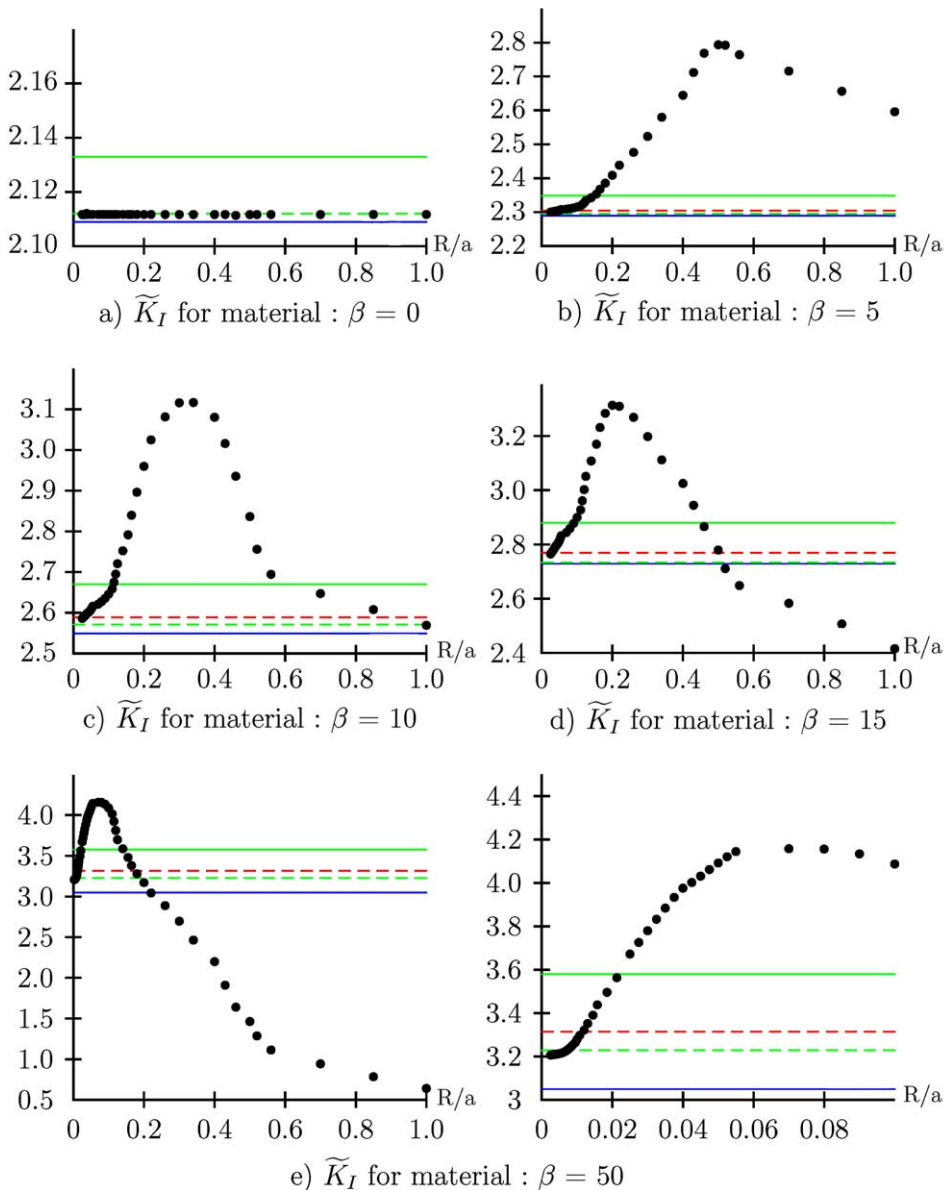 2.16
2.14
2.12
2.10
0 0.2 0.4 0.6 0.8 1.0
R/a
a) K̃_I for material : β = 0
2.8
2.7
2.6
2.5
2.4
2.3
2.2
0 0.2 0.4 0.6 0.8 1.0
R/a
b) K̃_I for material : β = 5
3.1
3.0
2.9
2.8
2.7
2.6
2.5
0 0.2 0.4 0.6 0.8 1.0
R/a
c) K̃_I for material : β = 10
3.2
3.0
2.8
2.6
2.4
0 0.2 0.4 0.6 0.8 1.0
R/a
d) K̃_I for material : β = 15
4.0
3.5
3.0
2.5
2.0
1.5
1.0
0.5
0 0.2 0.4 0.6 0.8 1.0
R/a
4.4
4.2
4.0
3.8
3.6
3.4
3.2
3
0 0.02 0.04 0.06 0.08
R/a
e) K̃_I for material : β = 50